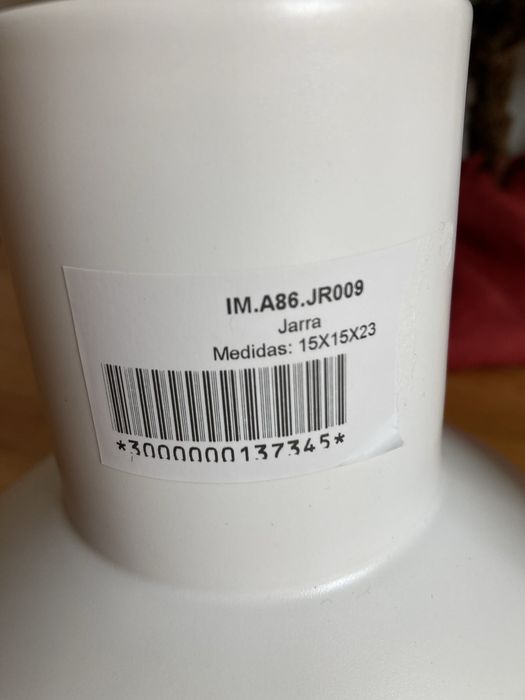 IM.A86.JR009
Jarra
Medidas: 15X15X23
*3000000137345*